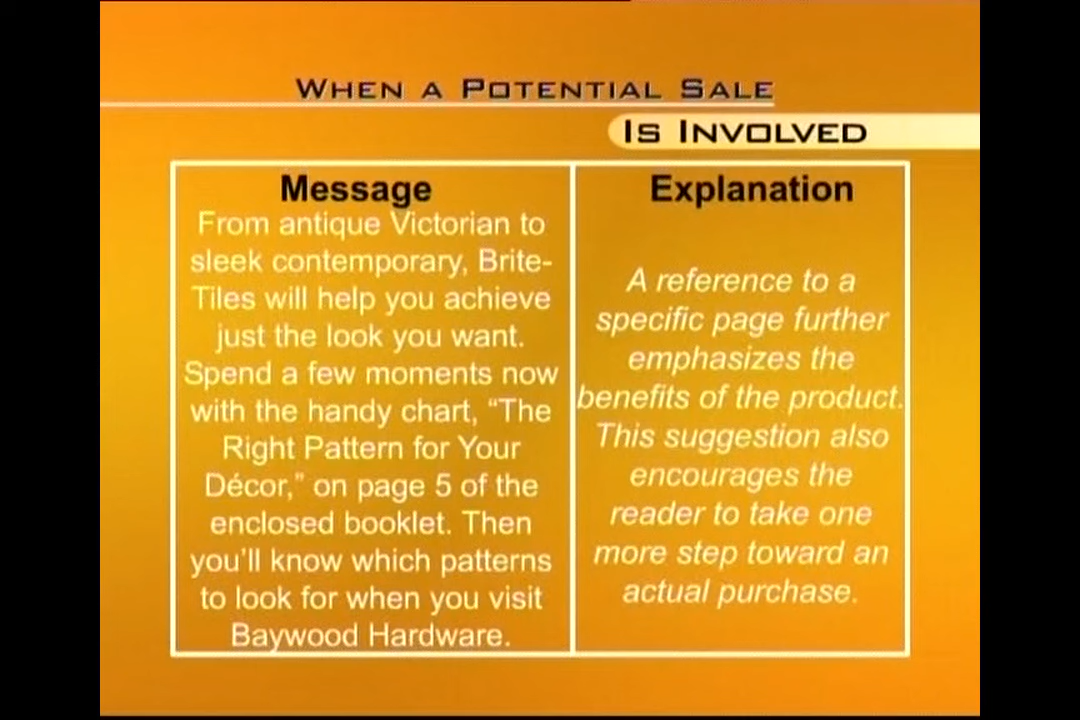 WHEN A POTENTIAL SALE
IS INVOLVED
Message
From antique Victorian to
sleek contemporary, Brite-
Tiles will help you achieve
just the look you want.
Spend a few moments now
with the handy chart, “The
Right Pattern for Your
Décor,” on page 5 of the
enclosed booklet. Then
you’ll know which patterns
to look for when you visit
Baywood Hardware.
Explanation
A reference to a
specific page further
emphasizes the
benefits of the product.
This suggestion also
encourages the
reader to take one
more step toward an
actual purchase.